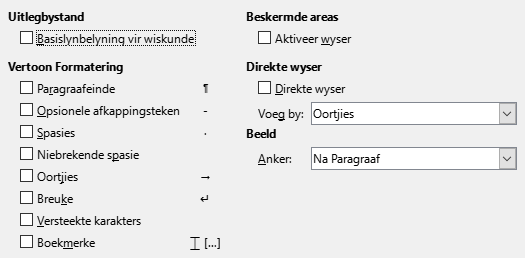 Uitlegbystand
Basislynbelyning vir wiskunde
Vertoon Formatering
Paragraafeinde ¶
Opsionele afkappingsteken -
Spasies ·
Niebrekende spasie
Oortjies →
Breuke ↵
Versteekte karakters
Boekmerke ⌶ [...]
Beskermde areas
Aktiveer wyser
Direkte wyser
Direkte wyser
Voeg by: Oortjies
Beeld
Anker: Na Paragraaf